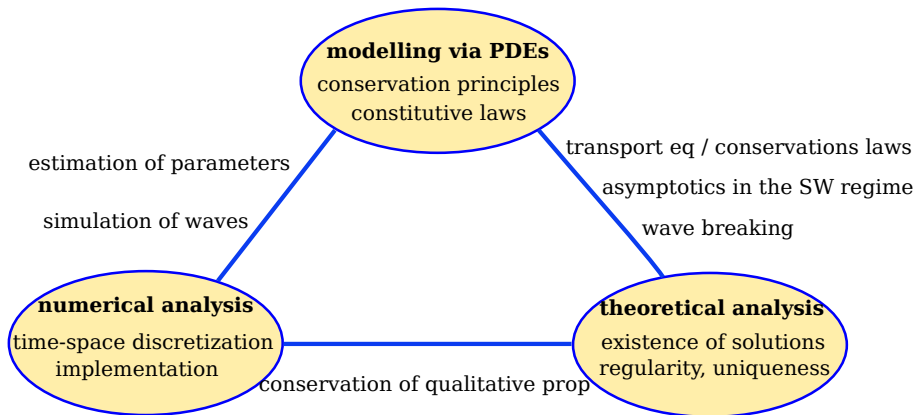 modelling via PDEs
conservation principles
constitutive laws
estimation of parameters
simulation of waves
transport eq / conservations laws
asymptotics in the SW regime
wave breaking
numerical analysis
time-space discretization
implementation
theoretical analysis
existence of solutions
regularity, uniqueness
conservation of qualitative prop